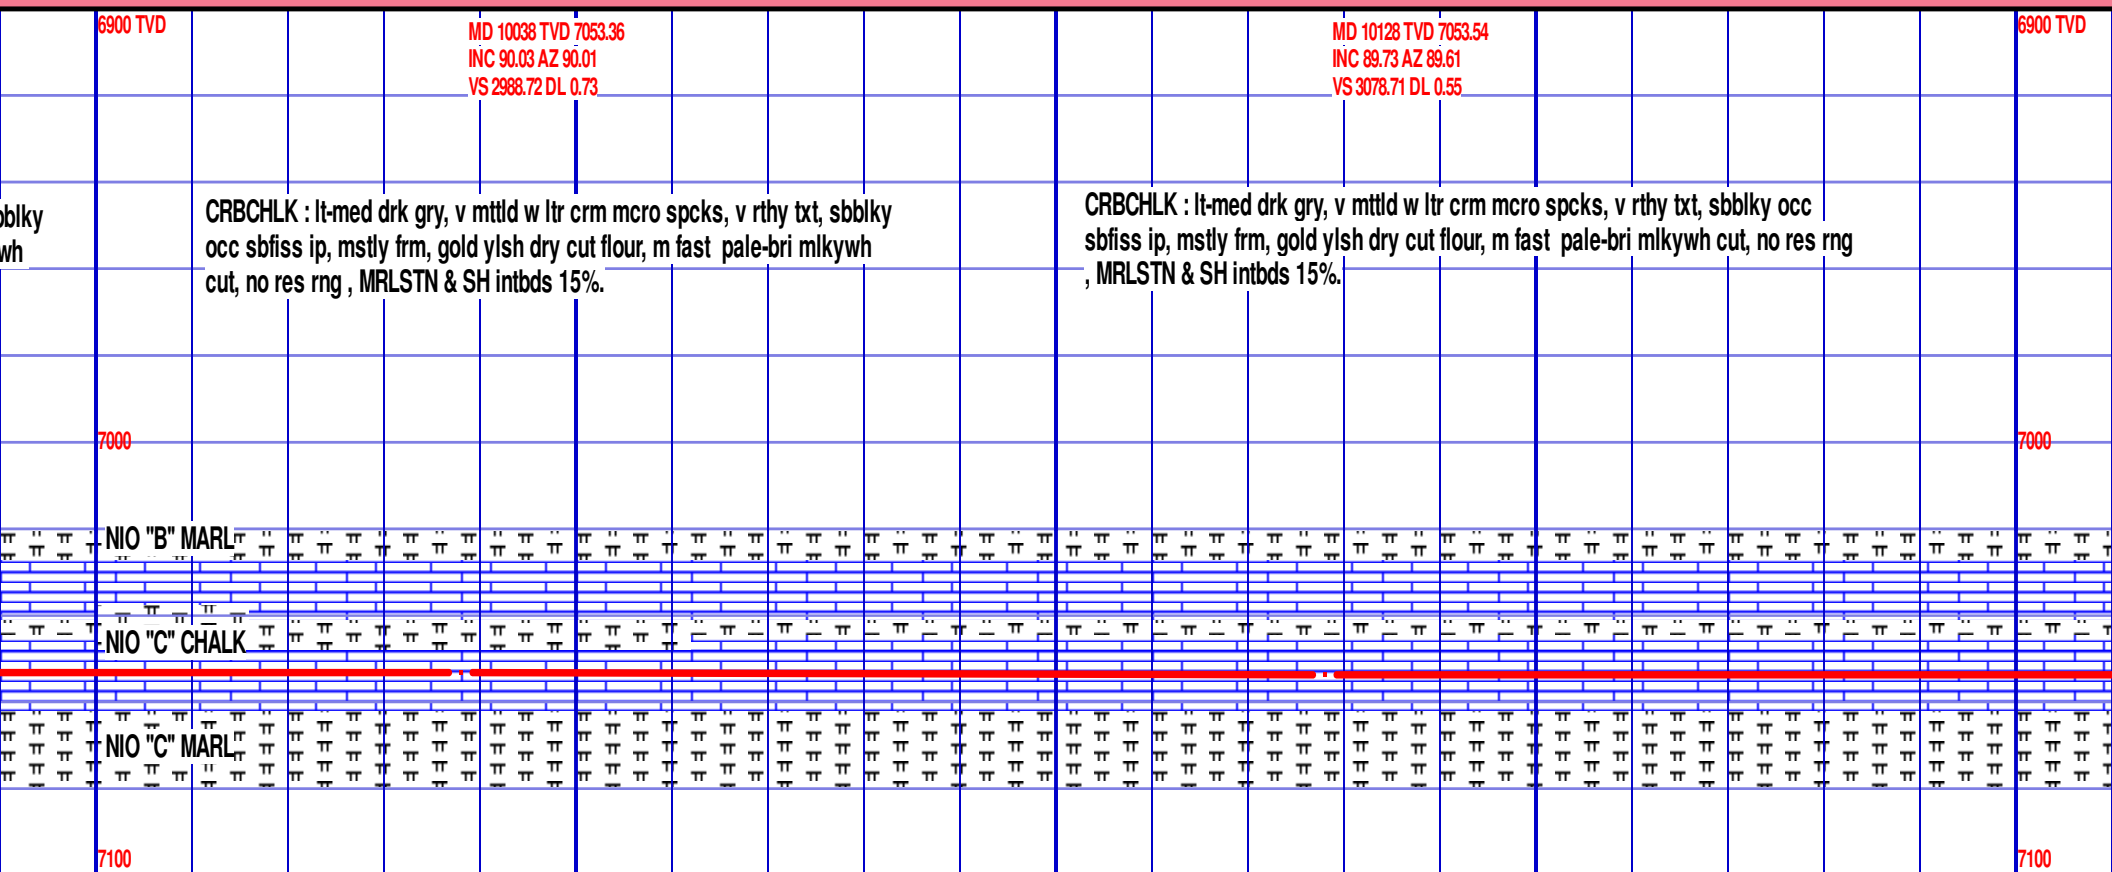 6900 TVD
MD 10038 TVD 7053.36
INC 90.03 AZ 90.01
VS 2988.72 DL 0.73
MD 10128 TVD 7053.54
INC 89.73 AZ 89.61
VS 3078.71 DL 0.55
6900 TVD
wh
CRBCHLK : lt-med drk gry, v mttld w ltr crm mcro spcks, v rthy txt, sbblky
occ sbfiss ip, mstly frm, gold ylsh dry cut flour, m fast  pale-bri mlkywh
cut, no res rng , MRLSTN & SH intbds 15%.
CRBCHLK : lt-med drk gry, v mttld w ltr crm mcro spcks, v rthy txt, sbblky occ
sbfiss ip, mstly frm, gold ylsh dry cut flour, m fast  pale-bri mlkywh cut, no res rng
, MRLSTN & SH intbds 15%.
7000
7000
NIO "B" MARL
NIO "C" CHALK
NIO "C" MARL
7100
7100